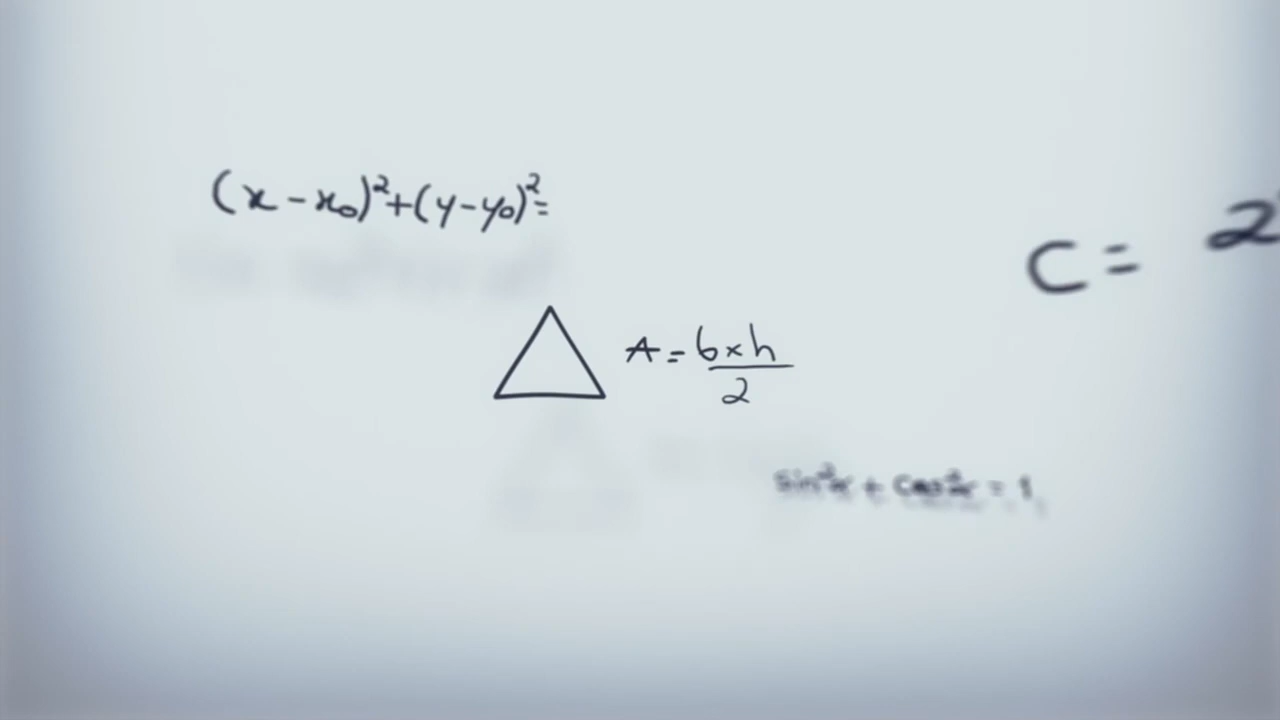 (x - x₀)² + (y - y₀)² =
C = 2
A = b x h
2
sin²x + cos²x = 1